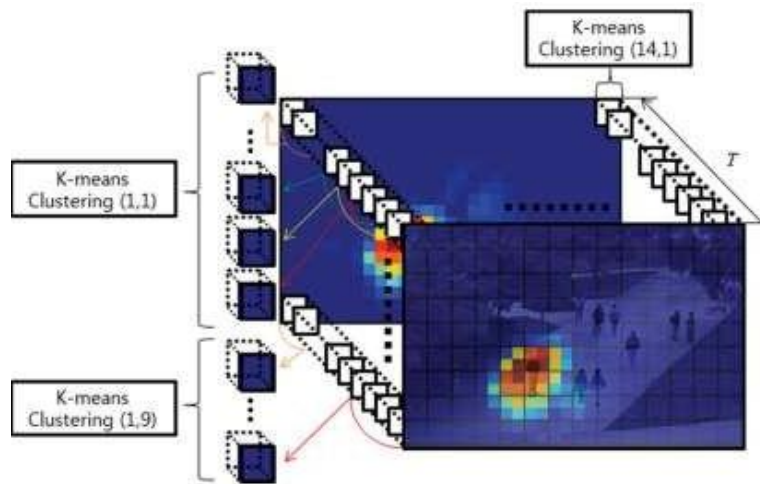 K-means
Clustering (14,1)
T
K-means
Clustering (1,1)
K-means
Clustering (1,9)